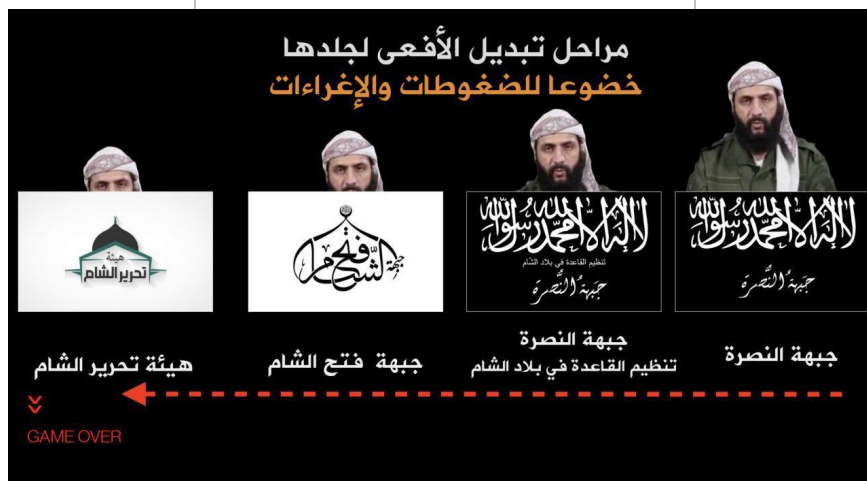 مراحل تبديل الأفعى لجلدها
خضوعا للضغوطات والإغراءات
لا إله إلا الله محمد رسول الله
جبهة النصرة
جبهة النصرة
لا إله إلا الله محمد رسول الله
تنظيم القاعدة في بلاد الشام
جبهة النصرة
جبهة النصرة
تنظيم القاعدة في بلاد الشام
جبهة فتح الشام
جبهة فتح الشام
هيئة
تحرير الشام
هيئة تحرير الشام
GAME OVER